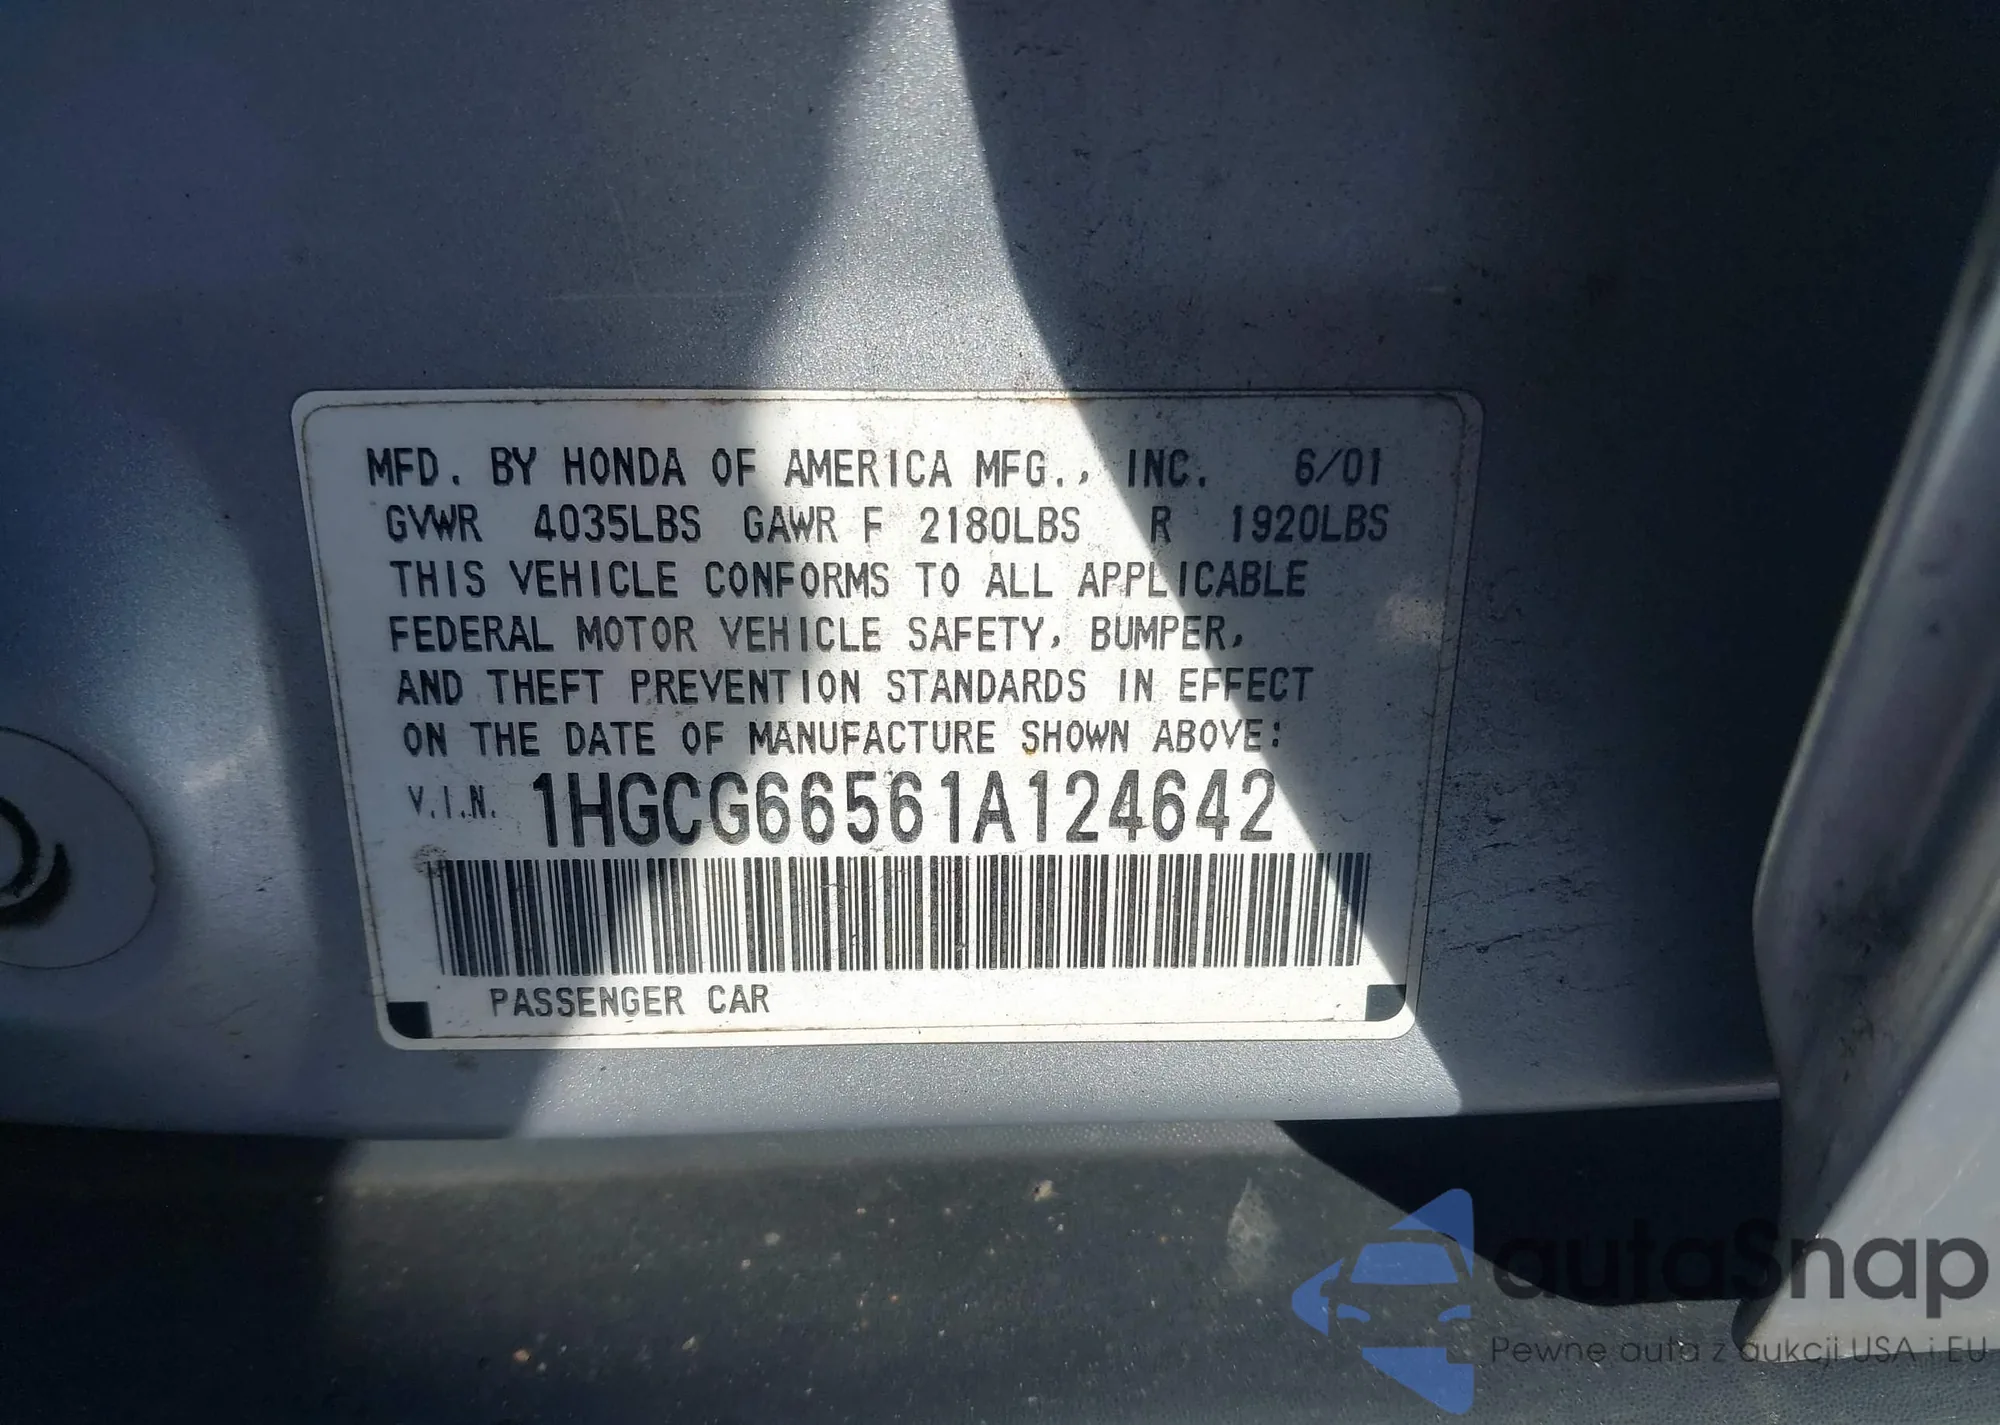 MFD. BY HONDA OF AMERICA MFG., INC. 6/01
GVWR 4035LBS GAWR F 2180LBS R 1920LBS
THIS VEHICLE CONFORMS TO ALL APPLICABLE
FEDERAL MOTOR VEHICLE SAFETY, BUMPER,
AND THEFT PREVENTION STANDARDS IN EFFECT
ON THE DATE OF MANUFACTURE SHOWN ABOVE:
V.I.N. 1HGCG66561A124642
PASSENGER CAR
autaSnap
Pewne auta z aukcji USA i EU